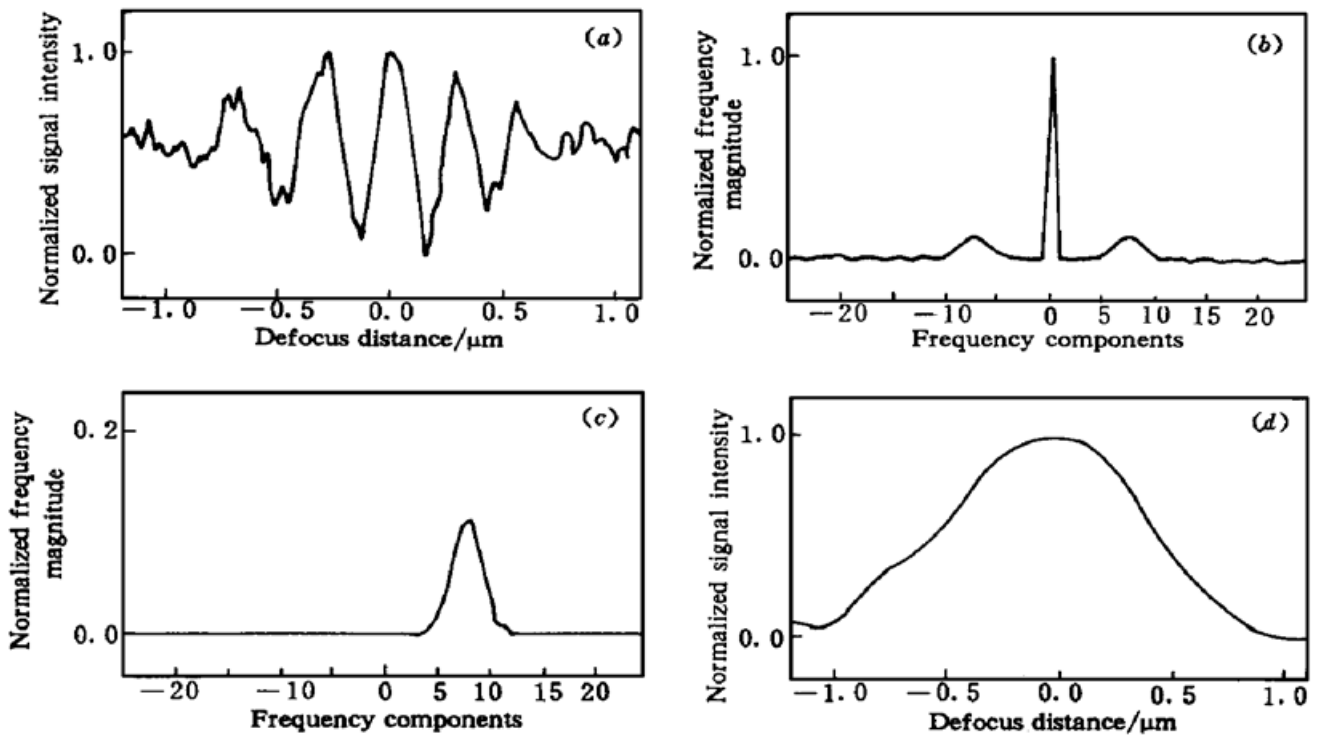 (a)
Normalized signal intensity
1.0
0.0
−1.0 −0.5 0.0 0.5 1.0
Defocus distance/μm
(b)
Normalized frequency
magnitude
1.0
0.0
−20 −10 0 5 10 15 20
Frequency components
(c)
Normalized frequency
magnitude
0.2
0.0
−20 −10 0 5 10 15 20
Frequency components
(d)
Normalized signal intensity
1.0
0.0
−1.0 −0.5 0.0 0.5 1.0
Defocus distance/μm